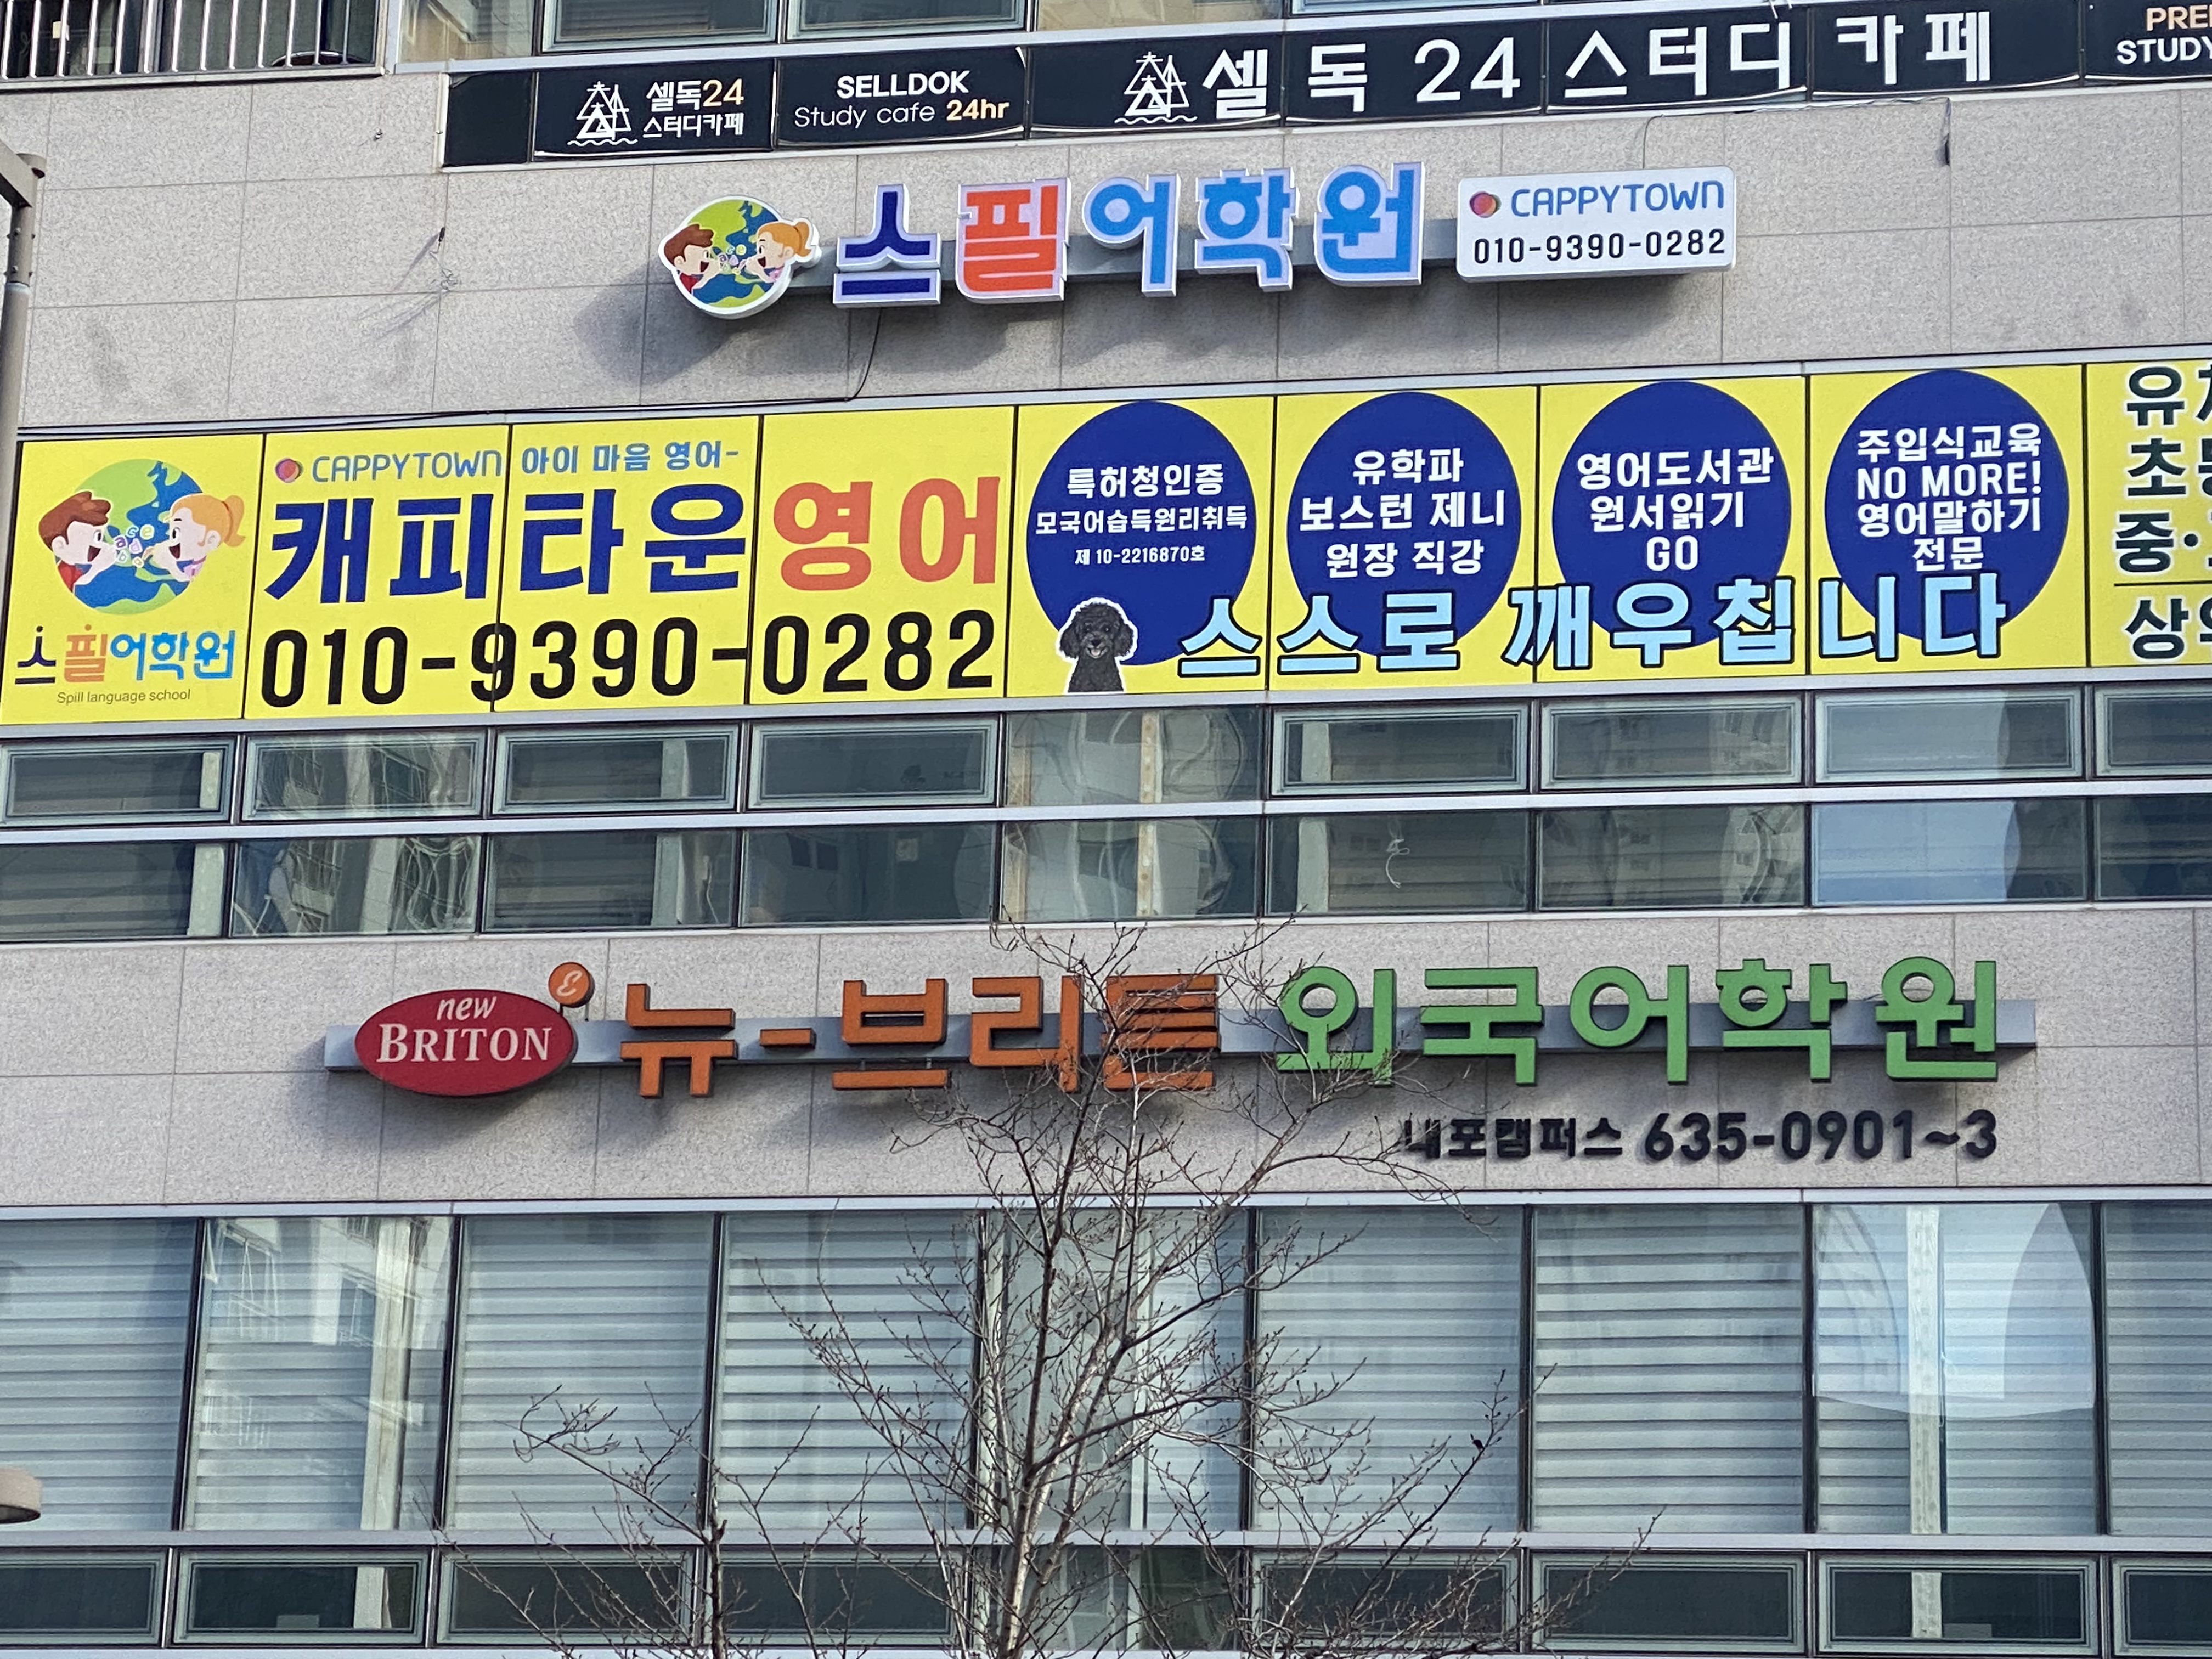 셀독24
스터디카페
SELLDOK
Study cafe 24hr
셀독 24 스터디 카페
STUDY
스필어학원
CAPPYTOWN
010-9390-0282
스필어학원
Spill language school
CAPPYTOWN 아이 마음 영어-
캐피타운영어
010-9390-0282
특허청인증
모국어습득원리취득
제 10-2216870호
유학파
보스턴 제니
원장 직강
영어도서관
원서읽기
GO
주입식교육
NO MORE!
영어말하기
전문
스스로 깨우칩니다
new
BRITON
뉴-브리튼 외국어학원
내포캠퍼스 635-0901~3